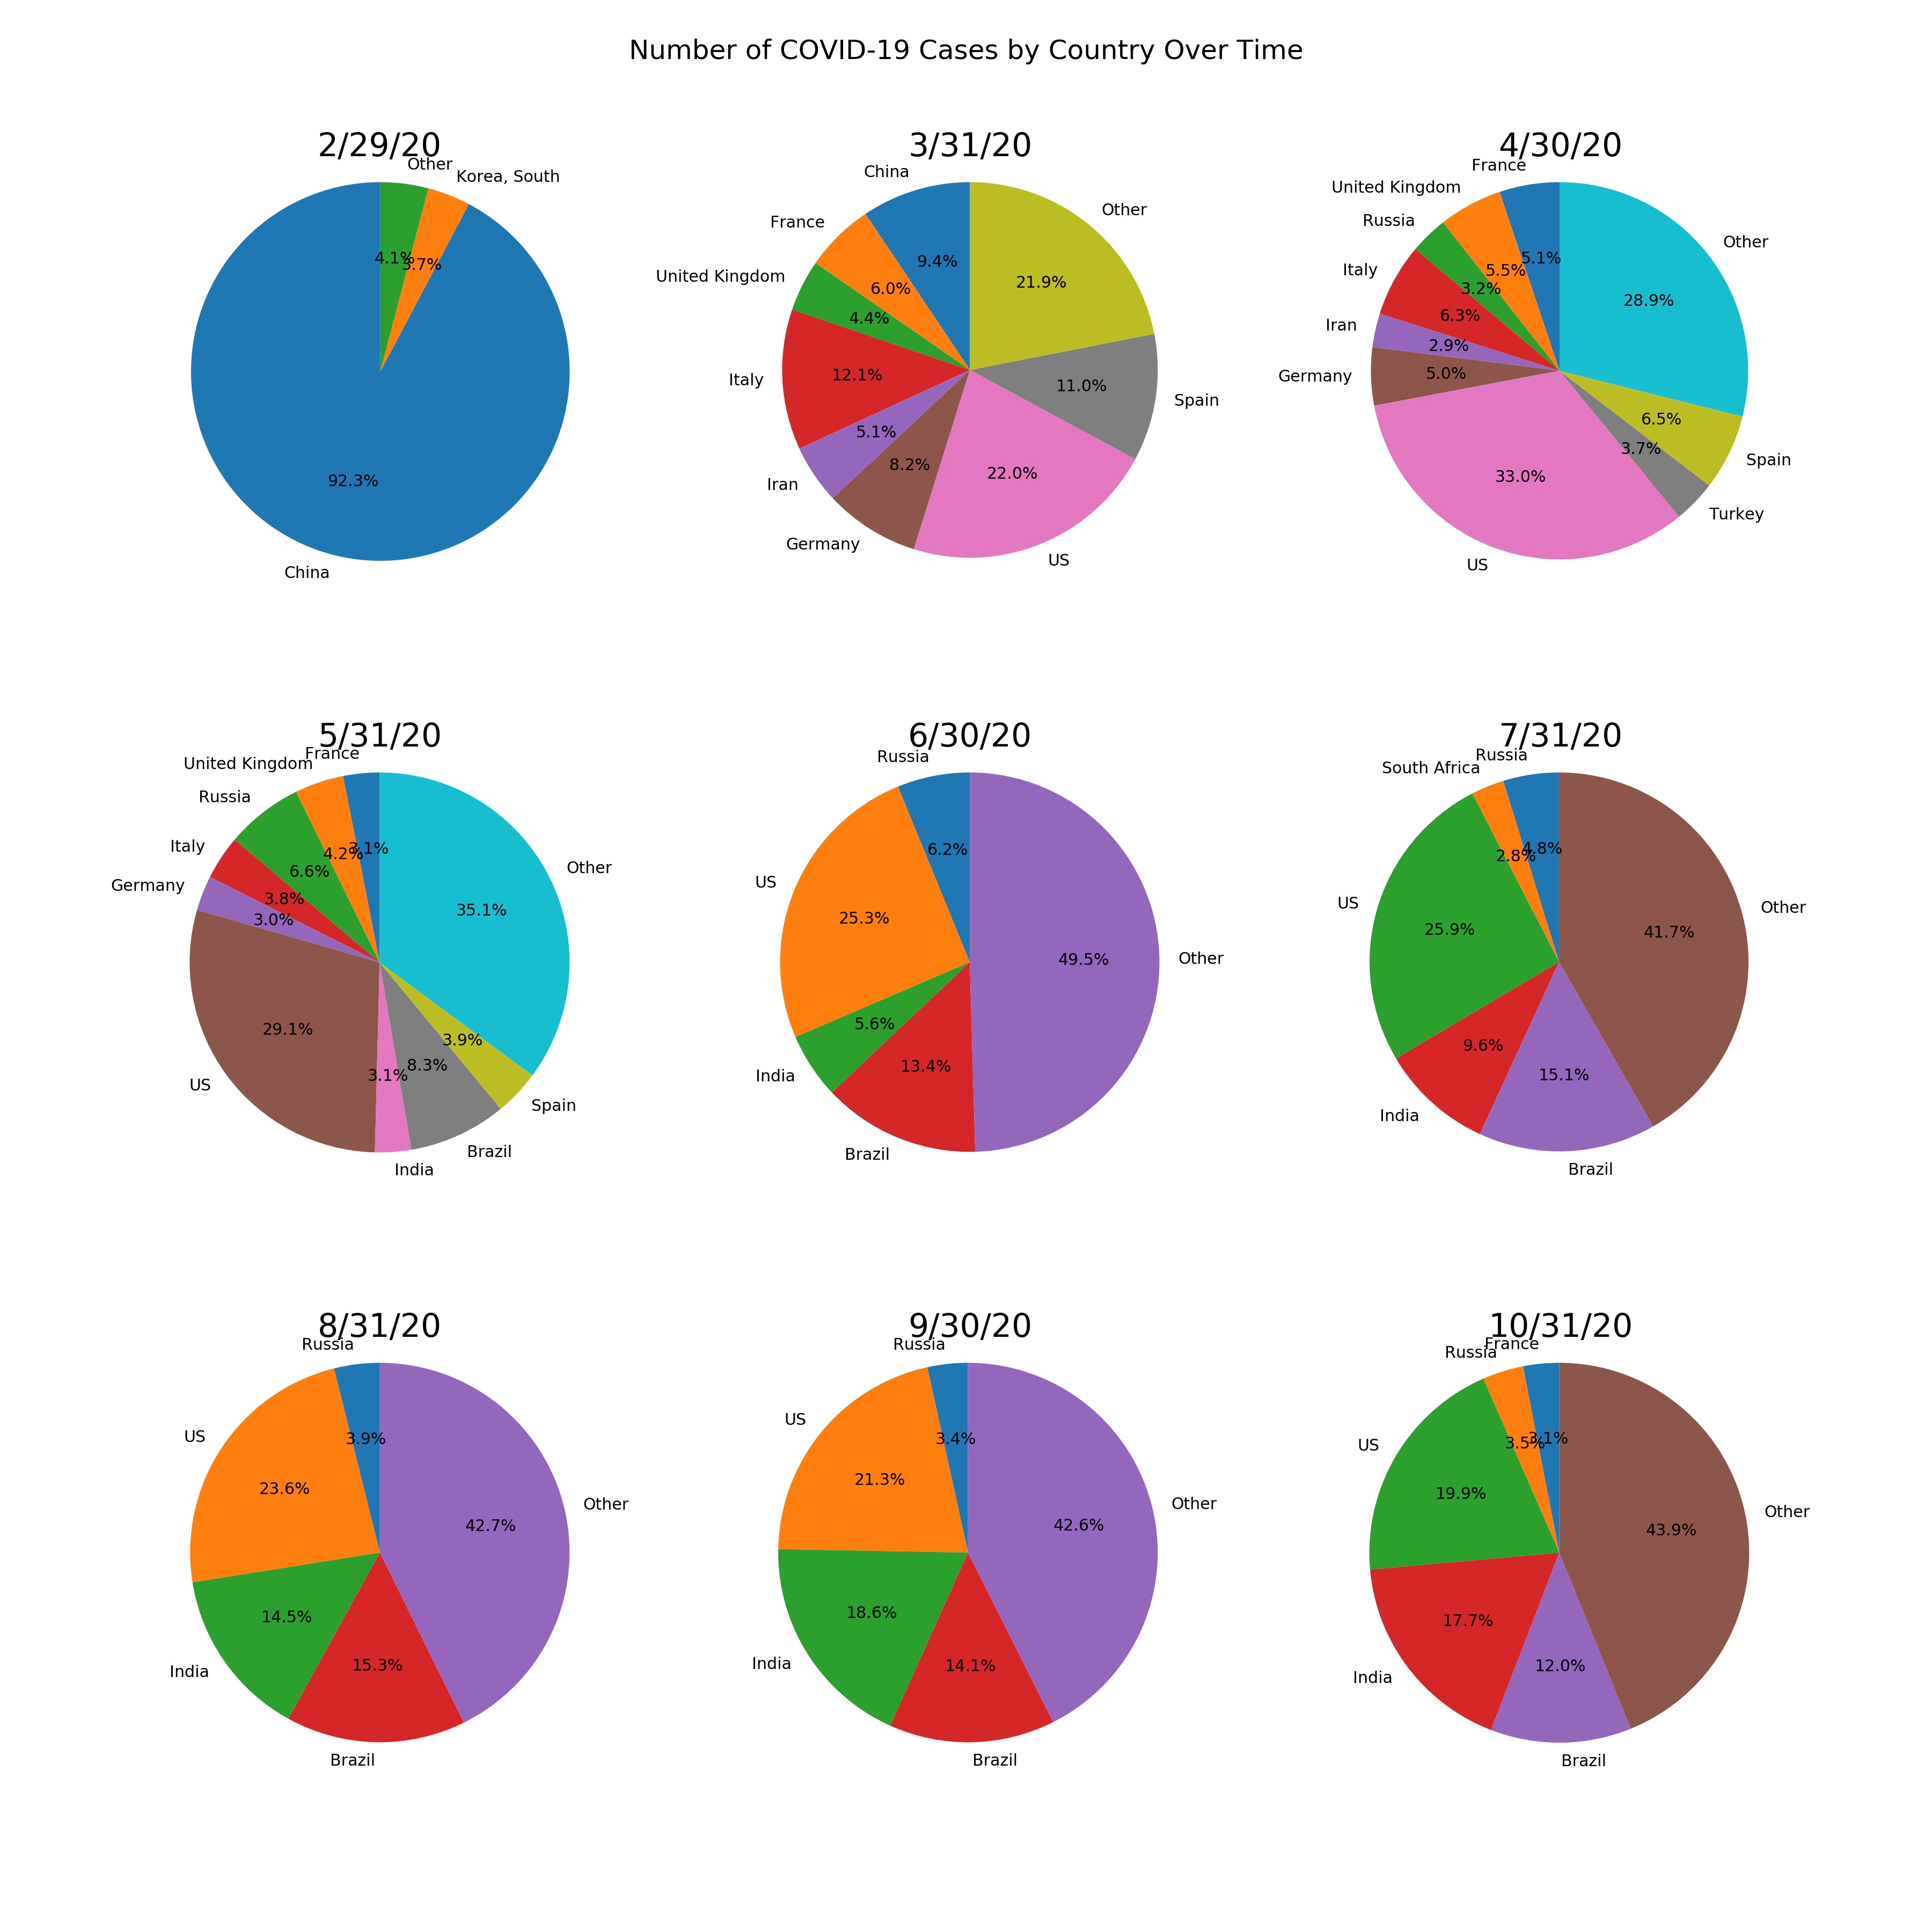 Number of COVID-19 Cases by Country Over Time
2/29/20
Other
Korea, South
4.1%
3.7%
92.3%
China
3/31/20
China
France
United Kingdom
Italy
Iran
Germany
US
Spain
Other
9.4%
6.0%
4.4%
12.1%
5.1%
8.2%
22.0%
11.0%
21.9%
4/30/20
France
United Kingdom
Russia
Italy
Iran
Germany
US
Turkey
Spain
Other
5.1%
5.5%
3.2%
6.3%
2.9%
5.0%
33.0%
3.7%
6.5%
28.9%
5/31/20
France
United Kingdom
Russia
Italy
Germany
US
India
Brazil
Spain
Other
3.1%
4.2%
6.6%
3.8%
3.0%
29.1%
3.1%
8.3%
3.9%
35.1%
6/30/20
Russia
US
India
Brazil
Other
6.2%
25.3%
5.6%
13.4%
49.5%
7/31/20
Russia
South Africa
US
India
Brazil
Other
4.8%
2.8%
25.9%
9.6%
15.1%
41.7%
8/31/20
Russia
US
India
Brazil
Other
3.9%
23.6%
14.5%
15.3%
42.7%
9/30/20
Russia
US
India
Brazil
Other
3.4%
21.3%
18.6%
14.1%
42.6%
10/31/20
France
Russia
US
India
Brazil
Other
3.1%
3.5%
19.9%
17.7%
12.0%
43.9%